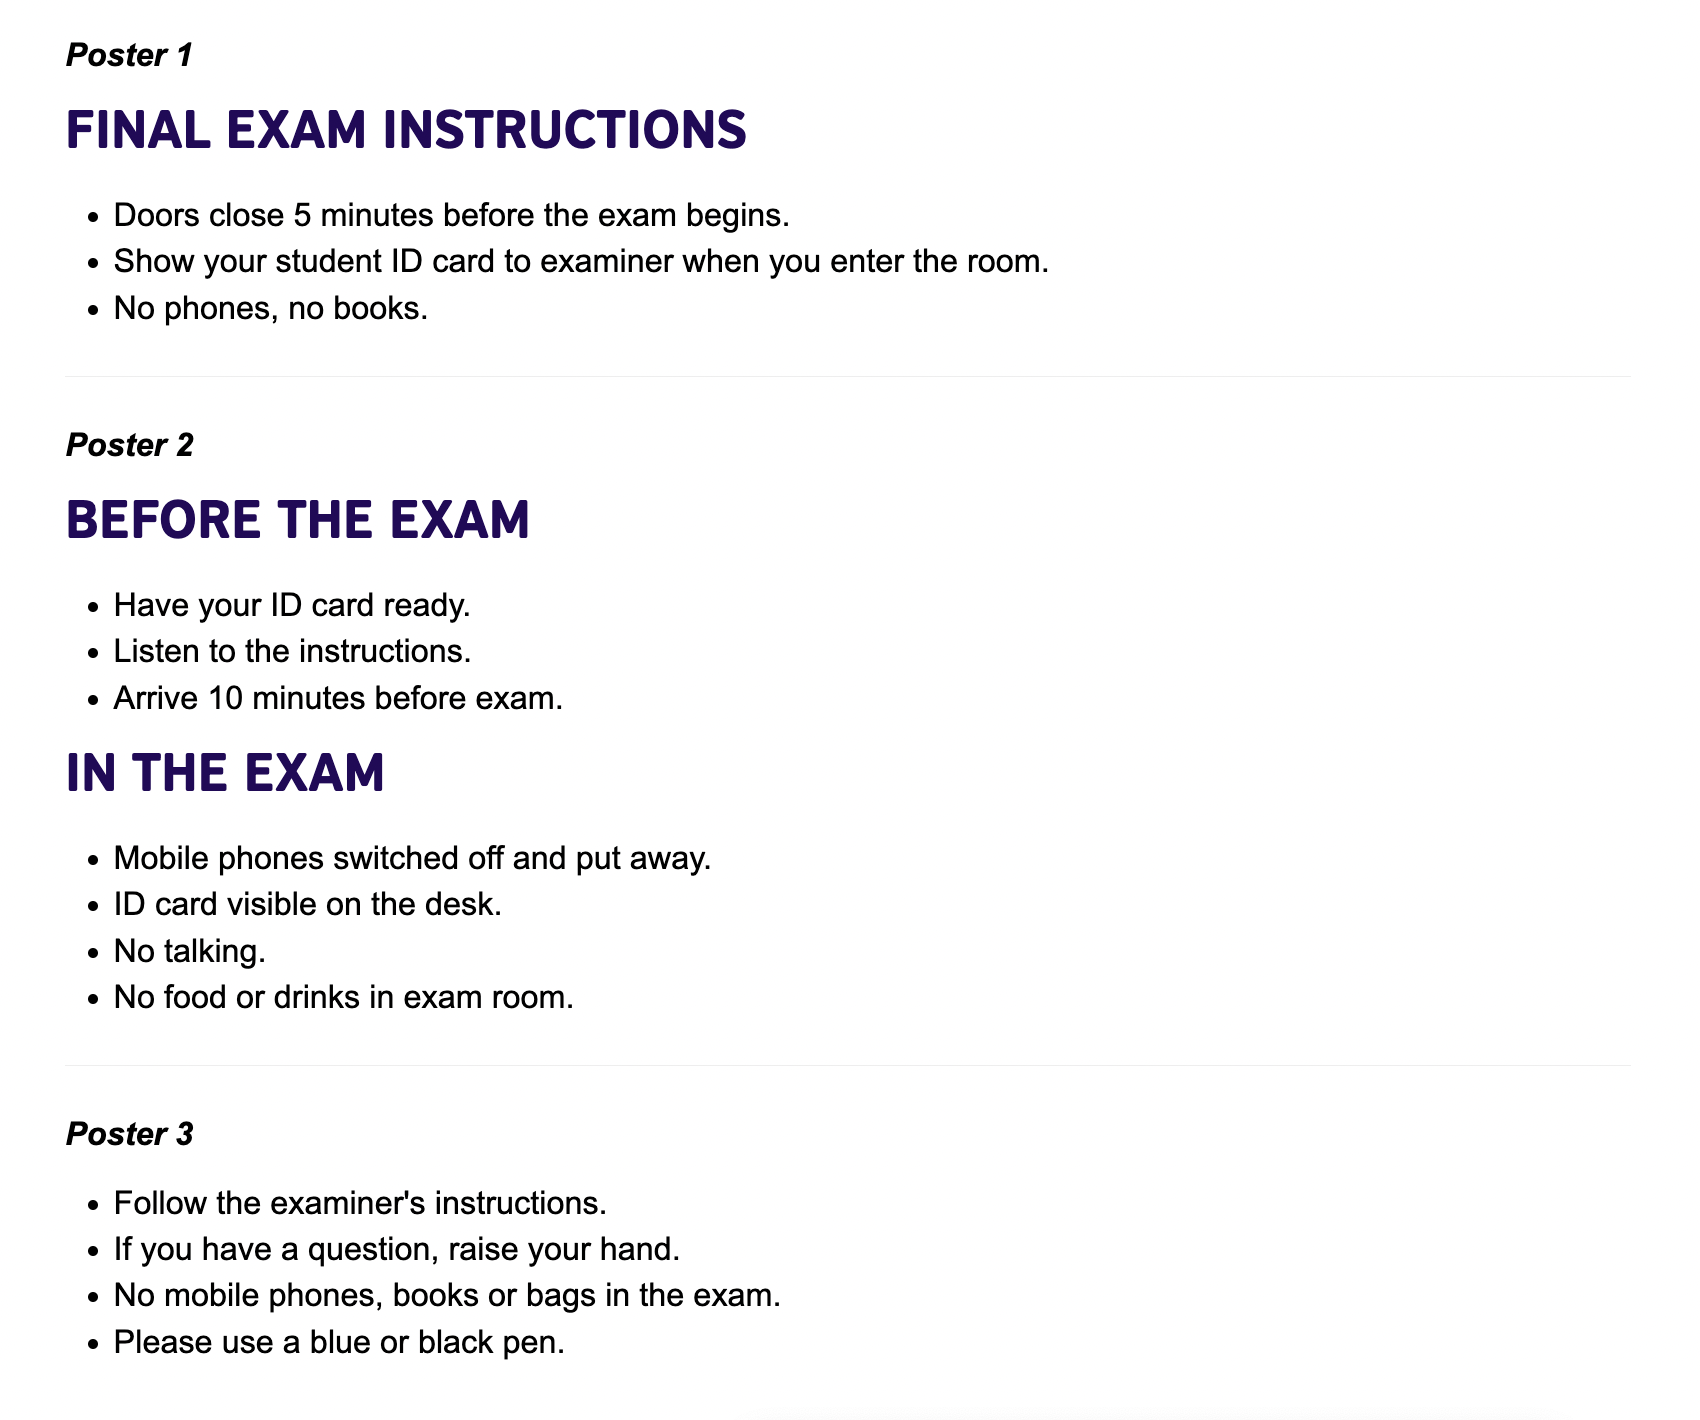 Poster 1
FINAL EXAM INSTRUCTIONS
• Doors close 5 minutes before the exam begins.
• Show your student ID card to examiner when you enter the room.
• No phones, no books.
Poster 2
BEFORE THE EXAM
• Have your ID card ready.
• Listen to the instructions.
• Arrive 10 minutes before exam.
IN THE EXAM
• Mobile phones switched off and put away.
• ID card visible on the desk.
• No talking.
• No food or drinks in exam room.
Poster 3
• Follow the examiner's instructions.
• If you have a question, raise your hand.
• No mobile phones, books or bags in the exam.
• Please use a blue or black pen.